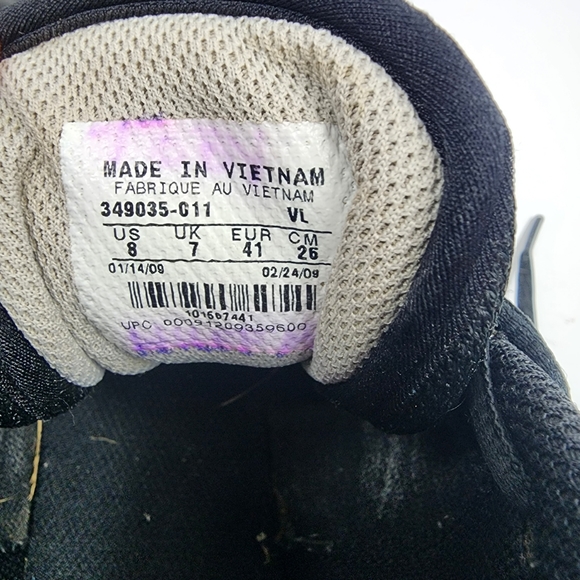 MADE IN VIETNAM
FABRIQUE AU VIETNAM
349035-011 VL
US UK EUR CM
8 7 41 26
01/14/09 02/24/09
101607441
UPC 00091209359600